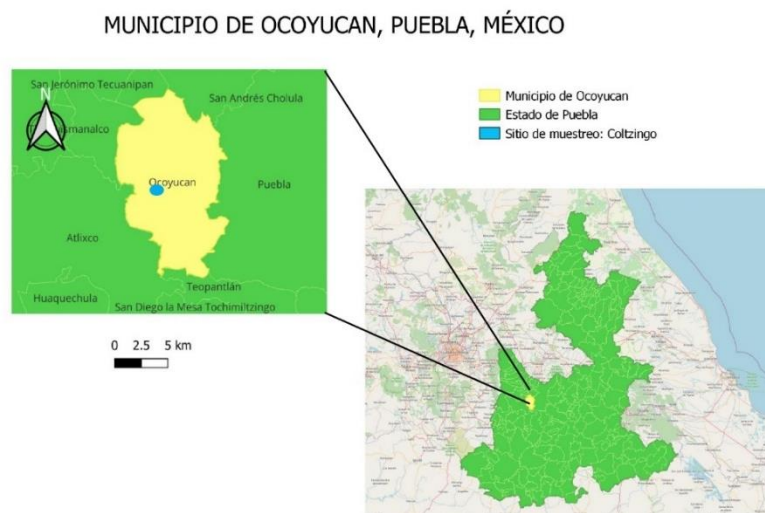 MUNICIPIO DE OCOYUCAN, PUEBLA, MÉXICO
San Jerónimo Tecuanipan
San Andrés Cholula
N
Ocoyucan
Puebla
Atlixco
Teopantlán
Huaquechula
San Diego la Mesa Tochimiltzingo
0 2.5 5 km
Municipio de Ocoyucan
Estado de Puebla
Sitio de muestreo: Coltzingo